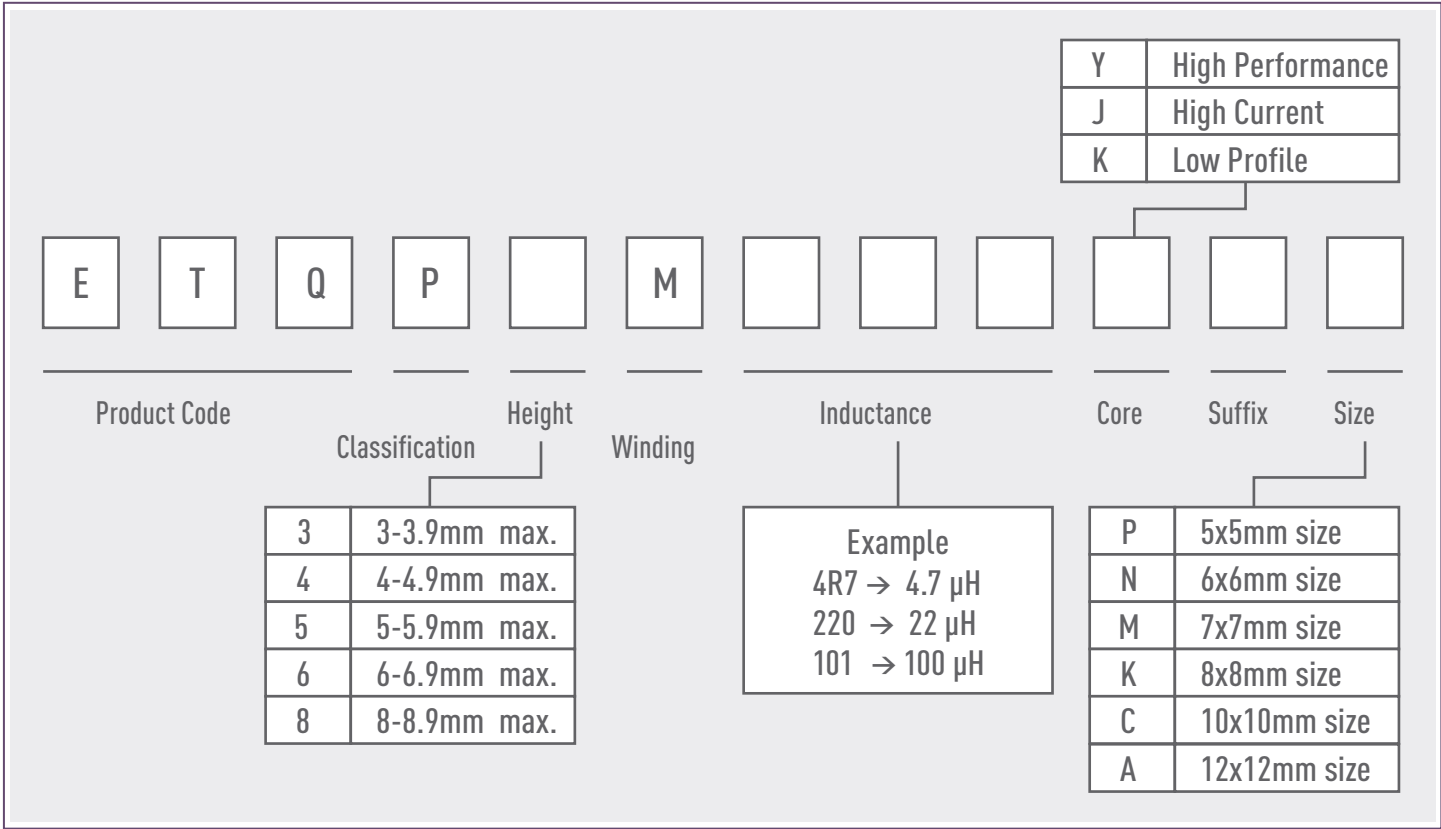 Y High Performance
J High Current
K Low Profile
E T Q P M
Product Code Height Inductance Core Suffix Size
Classification Winding
3 3-3.9mm max.
4 4-4.9mm max.
5 5-5.9mm max.
6 6-6.9mm max.
8 8-8.9mm max.
Example
4R7 → 4.7 µH
220 → 22 µH
101 → 100 µH
P 5x5mm size
N 6x6mm size
M 7x7mm size
K 8x8mm size
C 10x10mm size
A 12x12mm size